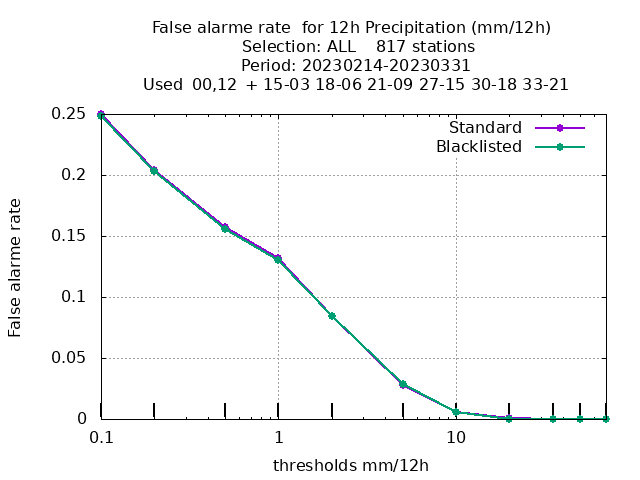 False alarme rate  for 12h Precipitation (mm/12h)
Selection: ALL    817 stations
Period: 20230214-20230331
Used  00,12  + 15-03 18-06 21-09 27-15 30-18 33-21
Standard
Blacklisted
False alarme rate
0.25
0.2
0.15
0.1
0.05
0
0.1
1
10
thresholds mm/12h